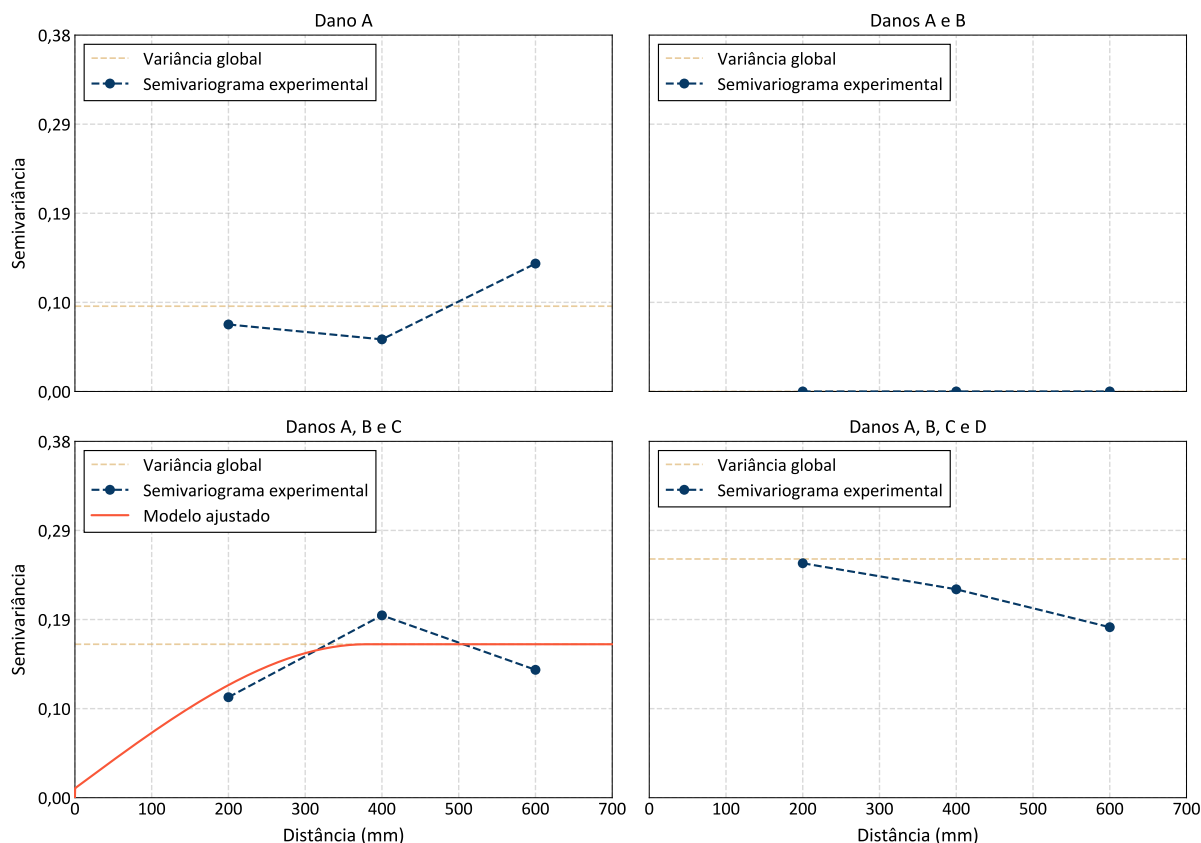 Dano A
Danos A e B
0,38
0,29
0,19
0,10
0,00
Semivariância
Variância global
Semivariograma experimental
Variância global
Semivariograma experimental
Danos A, B e C
Danos A, B, C e D
0,38
0,29
0,19
0,10
0,00
Semivariância
Variância global
Semivariograma experimental
Modelo ajustado
Variância global
Semivariograma experimental
0 100 200 300 400 500 600 700
0 100 200 300 400 500 600 700
Distância (mm)
Distância (mm)